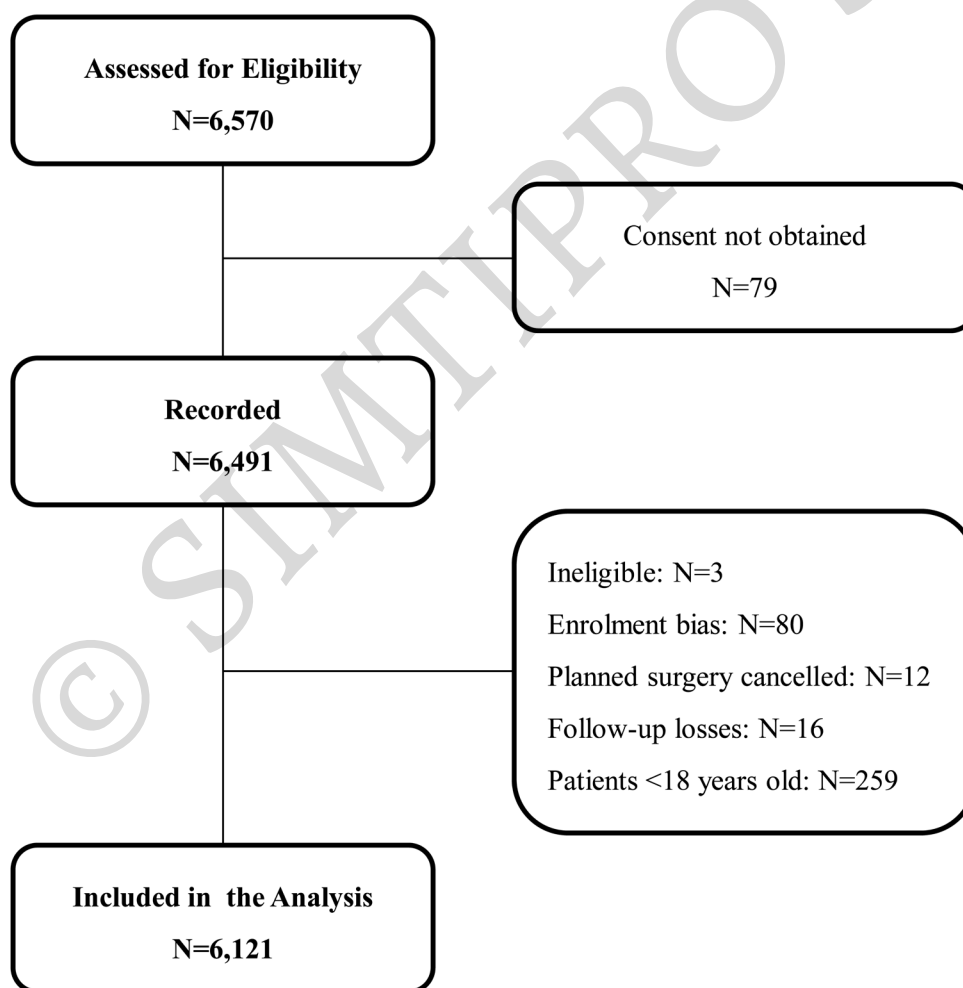 Assessed for Eligibility
N=6,570
Consent not obtained
N=79
Recorded
N=6,491
Ineligible: N=3
Enrolment bias: N=80
Planned surgery cancelled: N=12
Follow-up losses: N=16
Patients <18 years old: N=259
Included in the Analysis
N=6,121
© SIMTIPRO